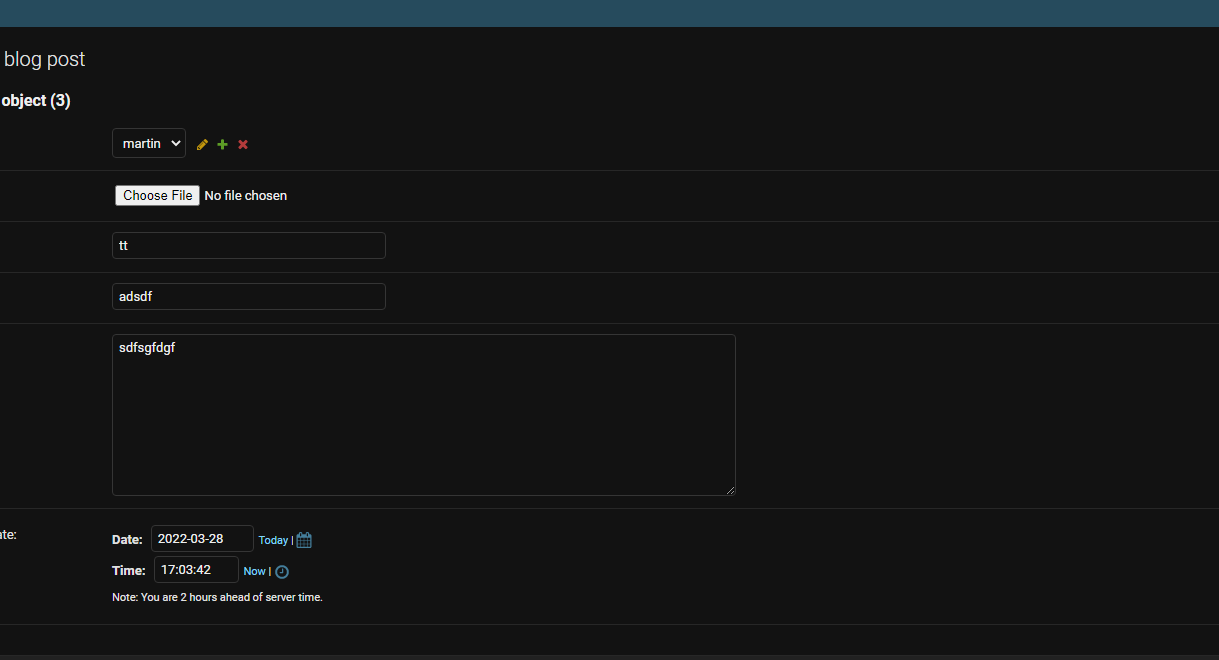 blog post
object (3)
martin
Choose File No file chosen
tt
adsdf
sdfsgfdgf
ate:
Date: 2022-03-28 Today |
Time: 17:03:42 Now |
Note: You are 2 hours ahead of server time.